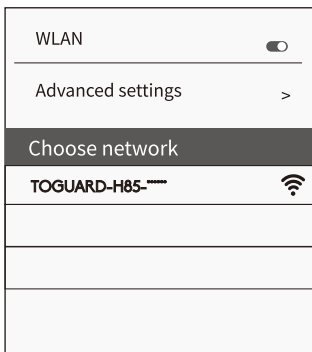 WLAN
Advanced settings
>
Choose network
TOGUARD-H85-******